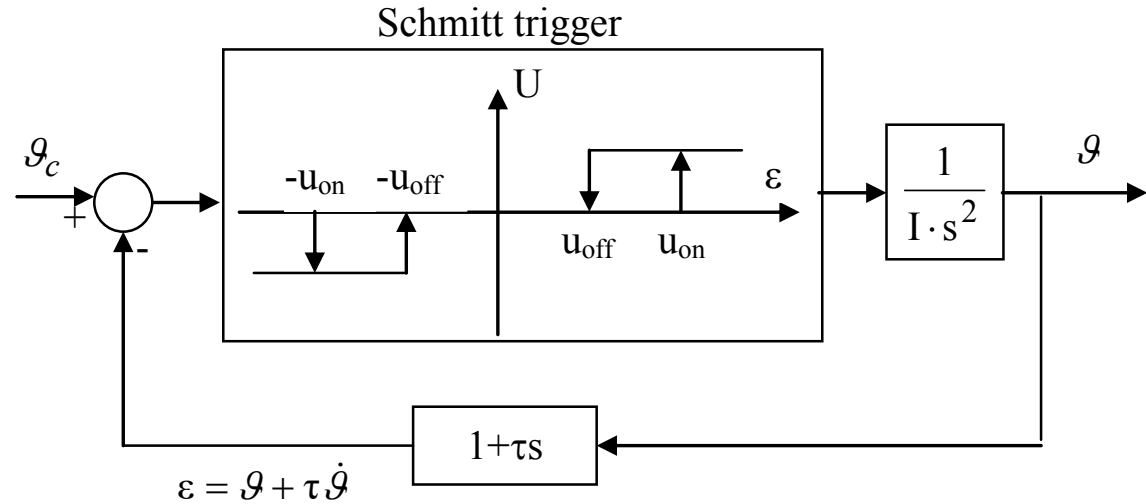 Schmitt trigger
U
ϑc
+
-
-uon
-uoff
ε
uoff
uon
1
I · s²
ϑ
1+τs
ε = ϑ + τ ϑ̇